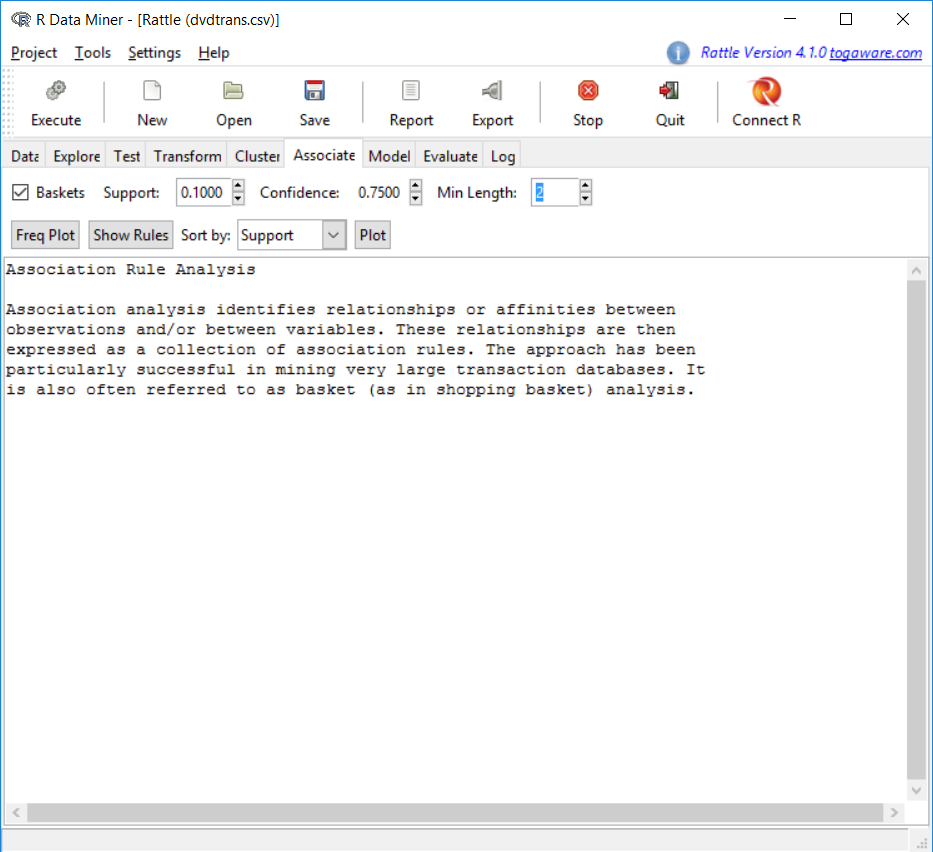 R Data Miner - [Rattle (dvdtrans.csv)]
Project Tools Settings Help Rattle Version 4.1.0 togaware.com
Execute New Open Save Report Export Stop Quit Connect R
Data Explore Test Transform Cluster Associate Model Evaluate Log
Baskets Support: 0.1000 Confidence: 0.7500 Min Length: 2
Freq Plot Show Rules Sort by: Support Plot
Association Rule Analysis
Association analysis identifies relationships or affinities between
observations and/or between variables. These relationships are then
expressed as a collection of association rules. The approach has been
particularly successful in mining very large transaction databases. It
is also often referred to as basket (as in shopping basket) analysis.